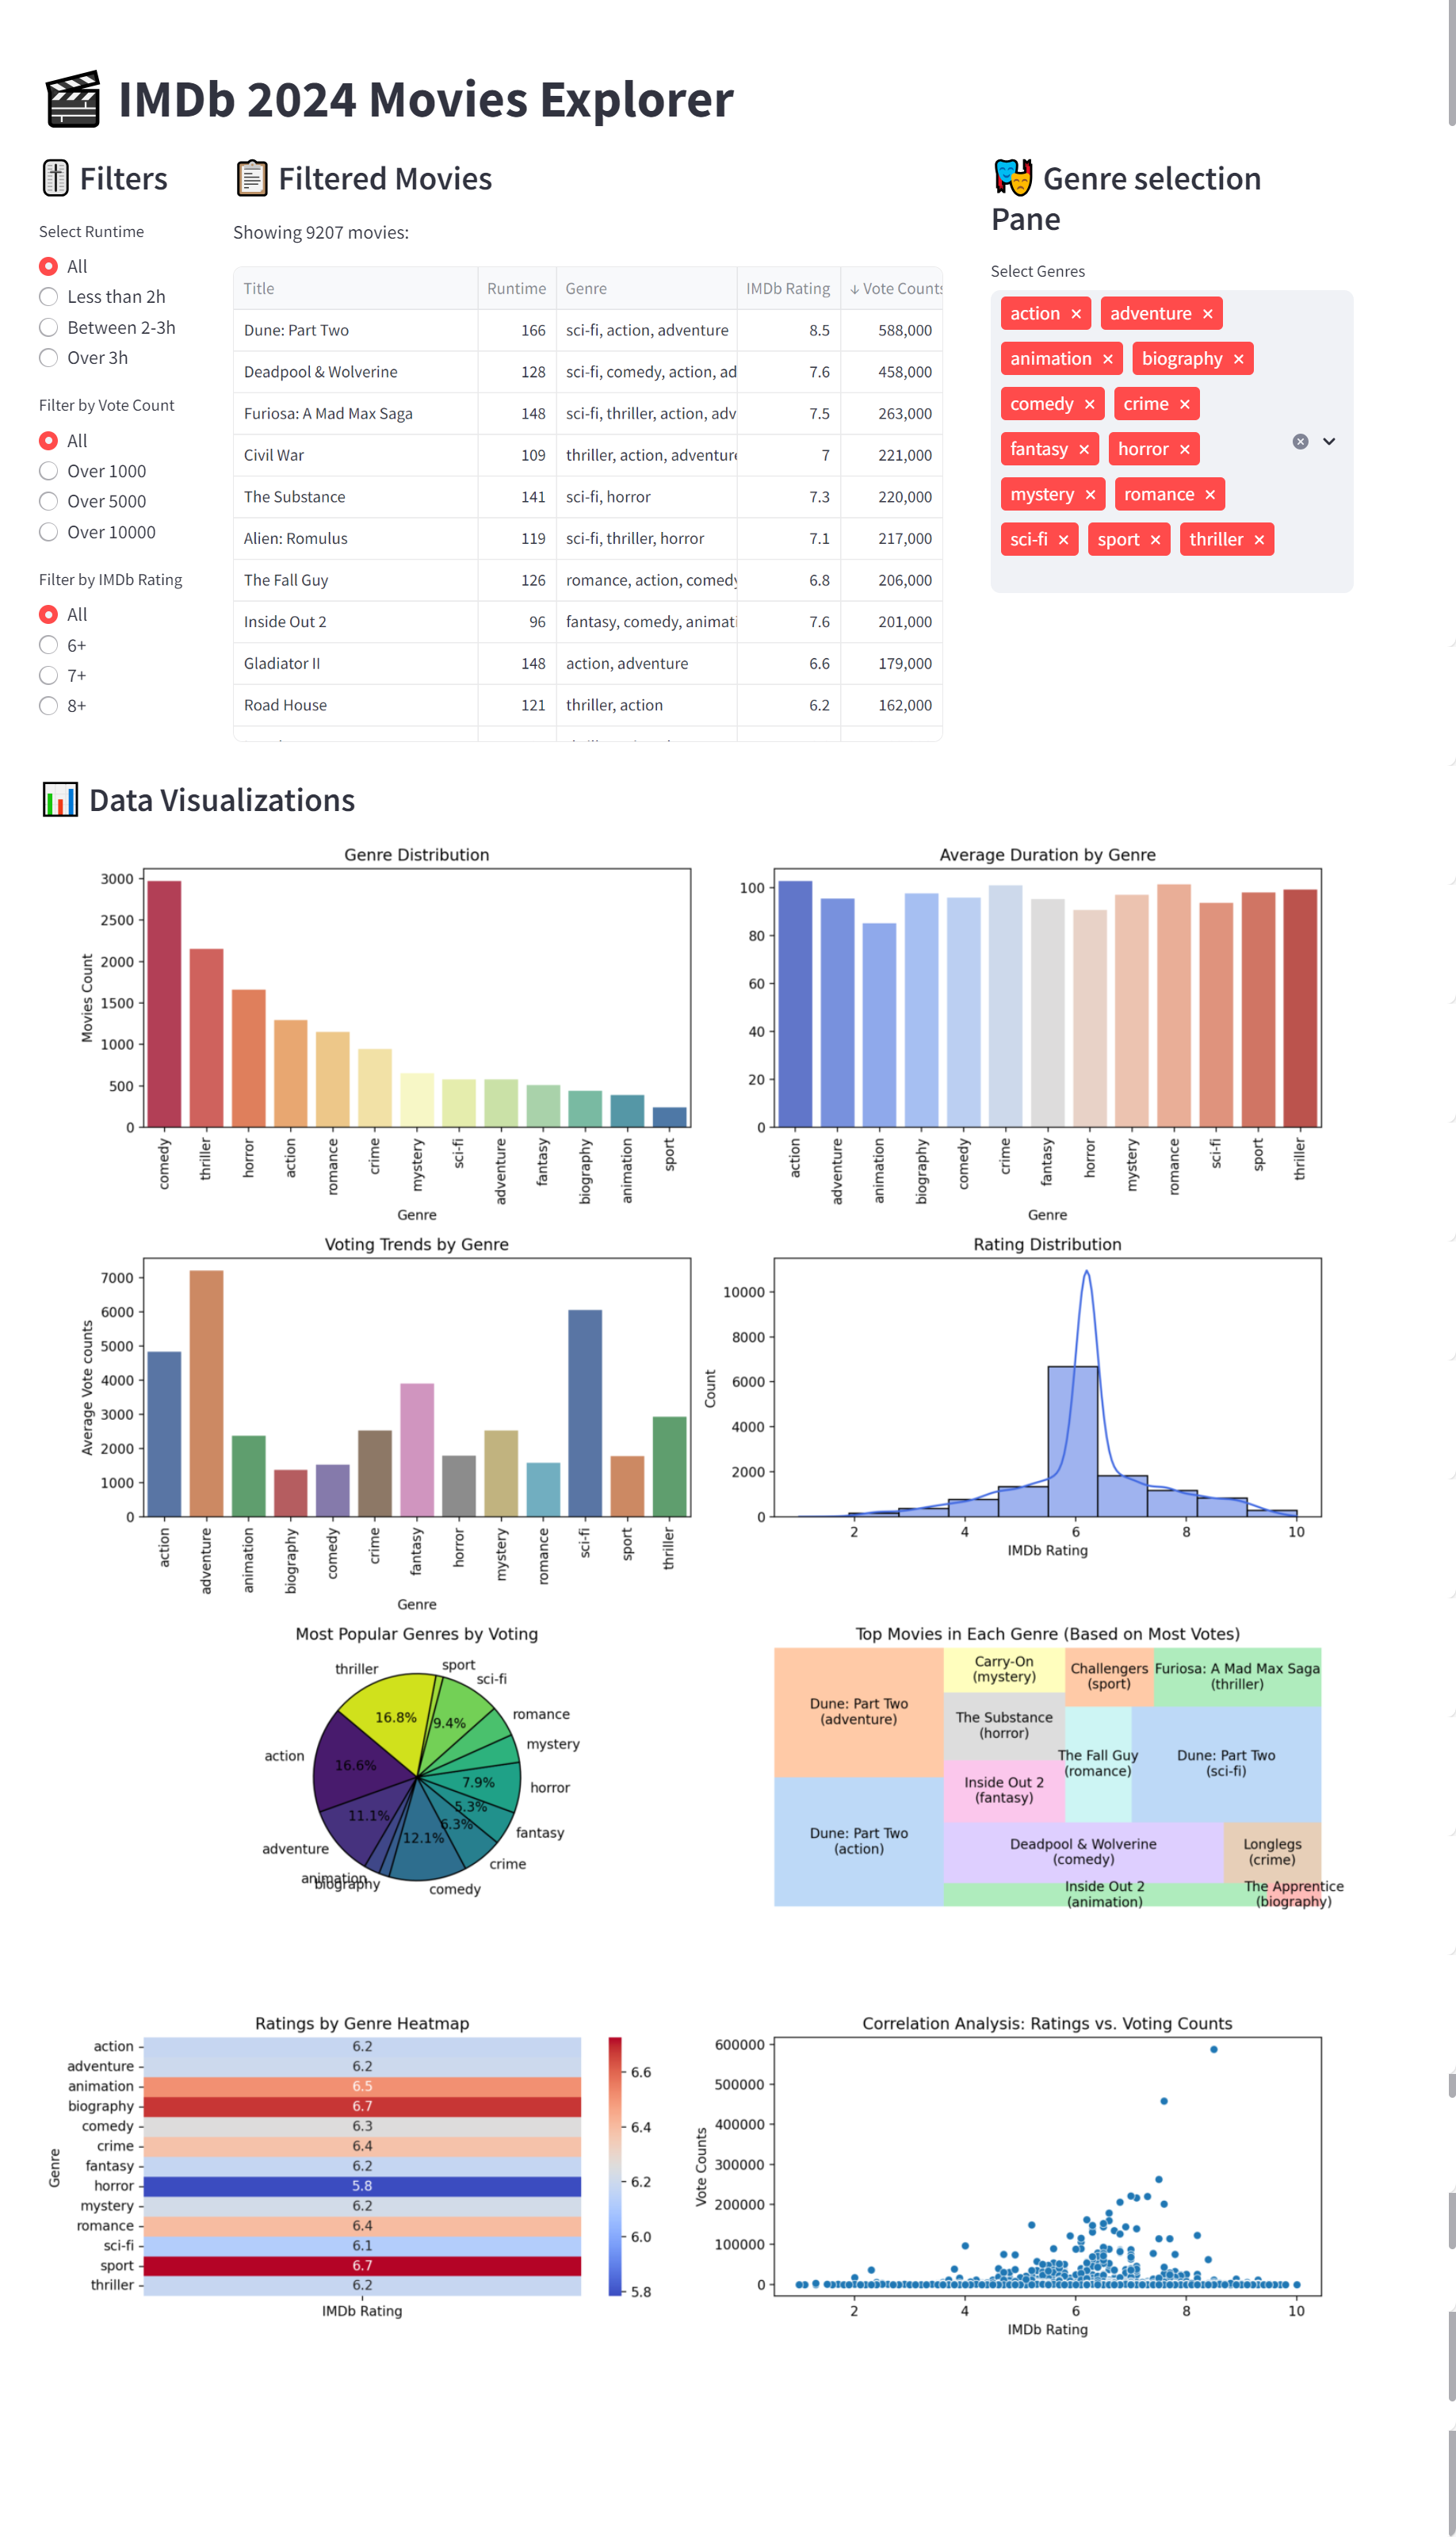 IMDb 2024 Movies Explorer
Filters
Select Runtime
All
Less than 2h
Between 2-3h
Over 3h
Filter by Vote Count
All
Over 1000
Over 5000
Over 10000
Filter by IMDb Rating
All
6+
7+
8+
Filtered Movies
Showing 9207 movies:
Title Runtime Genre IMDb Rating ↓ Vote Counts
Dune: Part Two 166 sci-fi, action, adventure 8.5 588,000
Deadpool & Wolverine 128 sci-fi, comedy, action, ad 7.6 458,000
Furiosa: A Mad Max Saga 148 sci-fi, thriller, action, adv 7.5 263,000
Civil War 109 thriller, action, adventure 7 221,000
The Substance 141 sci-fi, horror 7.3 220,000
Alien: Romulus 119 sci-fi, thriller, horror 7.1 217,000
The Fall Guy 126 romance, action, comedy 6.8 206,000
Inside Out 2 96 fantasy, comedy, animati 7.6 201,000
Gladiator II 148 action, adventure 6.6 179,000
Road House 121 thriller, action 6.2 162,000
Genre selection
Pane
Select Genres
action × adventure ×
animation × biography ×
comedy × crime ×
fantasy × horror ×
mystery × romance ×
sci-fi × sport × thriller ×
Data Visualizations
Genre Distribution
Movies Count
3000
2500
2000
1500
1000
500
0
comedy thriller horror action romance crime mystery sci-fi adventure fantasy biography animation sport
Genre
Average Duration by Genre
100
80
60
40
20
0
action adventure animation biography comedy crime fantasy horror mystery romance sci-fi sport thriller
Genre
Voting Trends by Genre
Average Vote counts
7000
6000
5000
4000
3000
2000
1000
0
action adventure animation biography comedy crime fantasy horror mystery romance sci-fi sport thriller
Genre
Rating Distribution
Count
10000
8000
6000
4000
2000
0
2 4 6 8 10
IMDb Rating
Most Popular Genres by Voting
thriller
sport
sci-fi
romance
mystery
horror
fantasy
crime
comedy
biography
animation
adventure
action
16.8%
9.4%
16.6%
7.9%
5.3%
6.3%
11.1%
12.1%
Top Movies in Each Genre (Based on Most Votes)
Dune: Part Two
(adventure)
Dune: Part Two
(action)
Carry-On
(mystery)
Challengers
(sport)
Furiosa: A Mad Max Saga
(thriller)
The Substance
(horror)
Inside Out 2
(fantasy)
The Fall Guy
(romance)
Dune: Part Two
(sci-fi)
Deadpool & Wolverine
(comedy)
Longlegs
(crime)
Inside Out 2
(animation)
The Apprentice
(biography)
Ratings by Genre Heatmap
Genre
action 6.2
adventure 6.2
animation 6.5
biography 6.7
comedy 6.3
crime 6.4
fantasy 6.2
horror 5.8
mystery 6.2
romance 6.4
sci-fi 6.1
sport 6.7
thriller 6.2
IMDb Rating
6.6
6.4
6.2
6.0
5.8
Correlation Analysis: Ratings vs. Voting Counts
Vote Counts
600000
500000
400000
300000
200000
100000
0
2 4 6 8 10
IMDb Rating